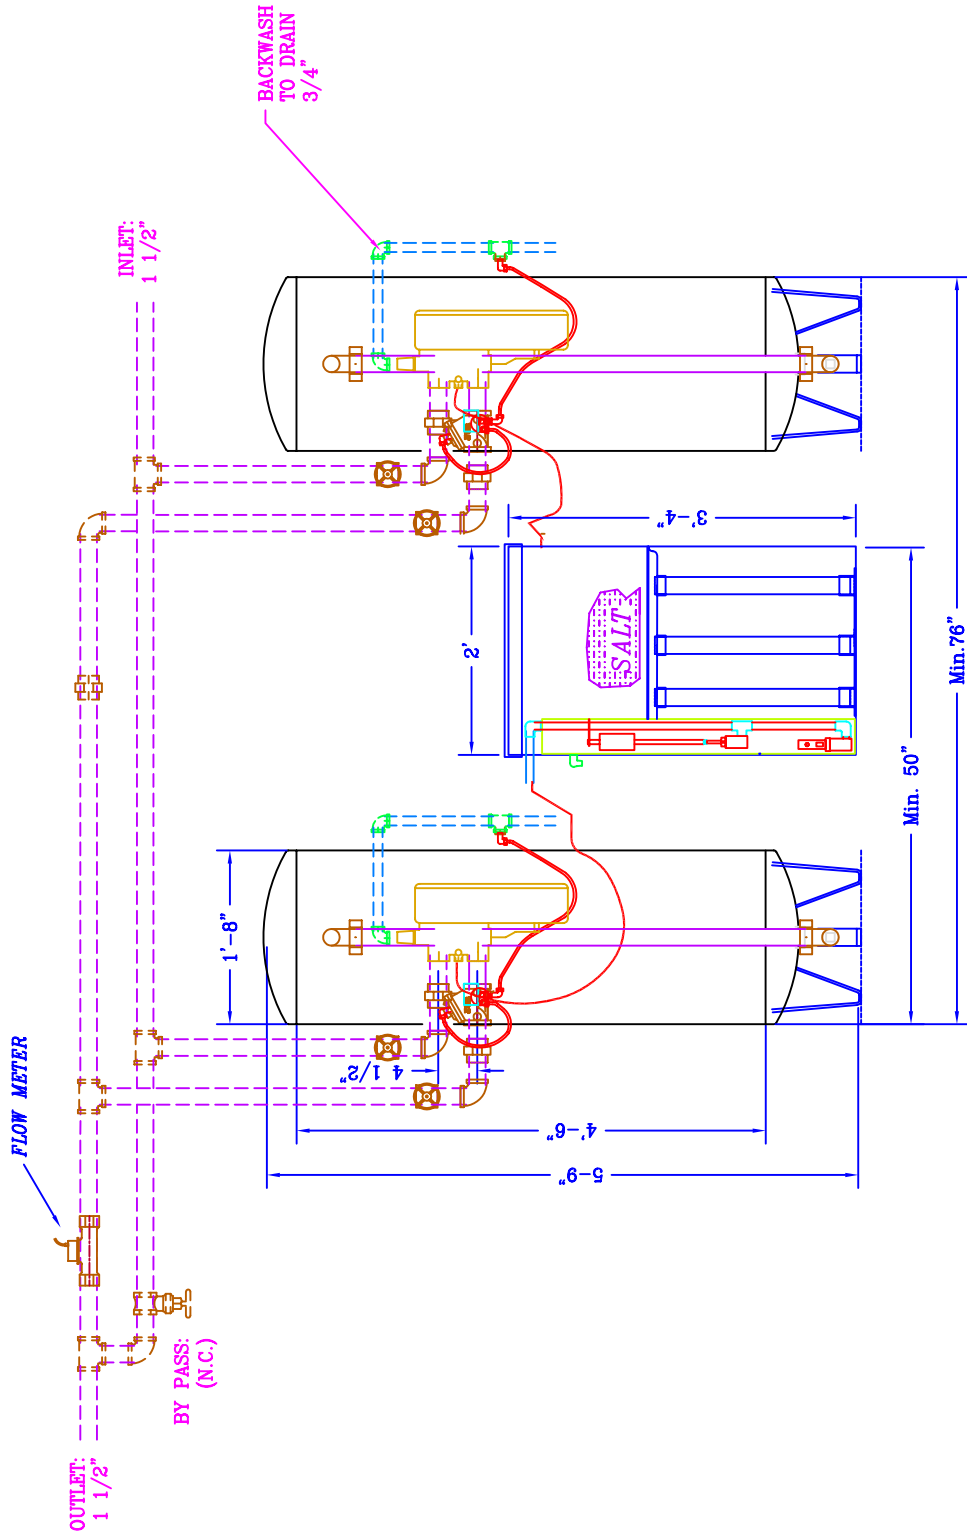 BACKWASH
TO DRAIN
3/4"
INLET:
1 1/2"
3'-4"
2'
SALT
Min.76"
Min. 50"
1'-8"
FLOW METER
4 1/2"
4'-6"
5-9"
BY PASS:
(N.C.)
OUTLET:
1 1/2"